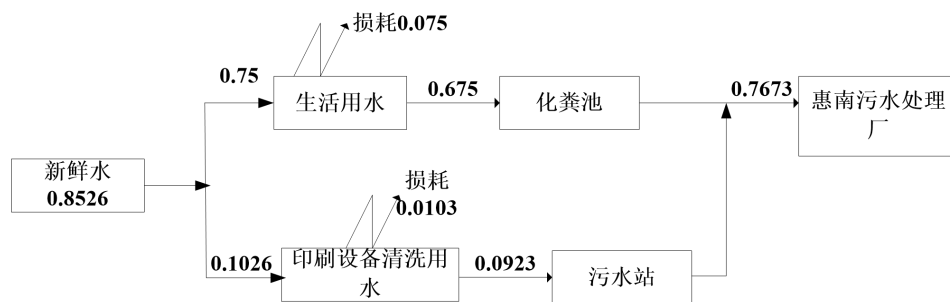 损耗0.075
0.75
生活用水
0.675
化粪池
0.7673
惠南污水处理
厂
新鲜水
0.8526
损耗
0.0103
0.1026
印刷设备清洗用
水
0.0923
污水站